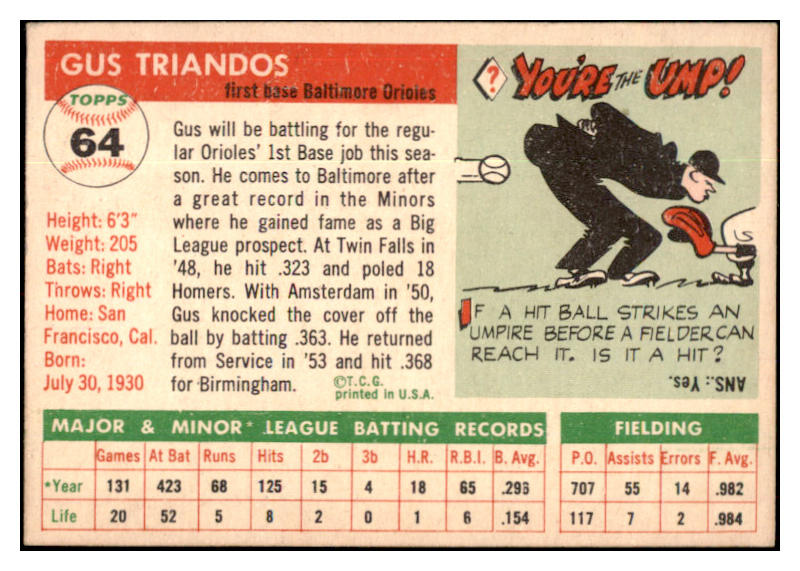 GUS TRIANDOS
first base Baltimore Orioles
TOPPS
64
Height: 6'3"
Weight: 205
Bats: Right
Throws: Right
Home: San
Francisco, Cal.
Born:
July 30, 1930
Gus will be battling for the regu-
lar Orioles' 1st Base job this sea-
son. He comes to Baltimore after
a great record in the Minors
where he gained fame as a Big
League prospect. At Twin Falls in
'48, he hit .323 and poled 18
Homers. With Amsterdam in '50,
Gus knocked the cover off the
ball by batting .363. He returned
from Service in '53 and hit .368
for Birmingham.
©T.C.G.
printed in U.S.A.
? YOU'RE THE UMP!
IF A HIT BALL STRIKES AN
UMPIRE BEFORE A FIELDER CAN
REACH IT. IS IT A HIT?
ANS.: Yes.
MAJOR & MINOR* LEAGUE BATTING RECORDS
Games At Bat Runs Hits 2b 3b H.R. R.B.I. B. Avg.
*Year 131 423 68 125 15 4 18 65 .296
Life 20 52 5 8 2 0 1 6 .154
FIELDING
P.O. Assists Errors F. Avg.
707 55 14 .982
117 7 2 .984